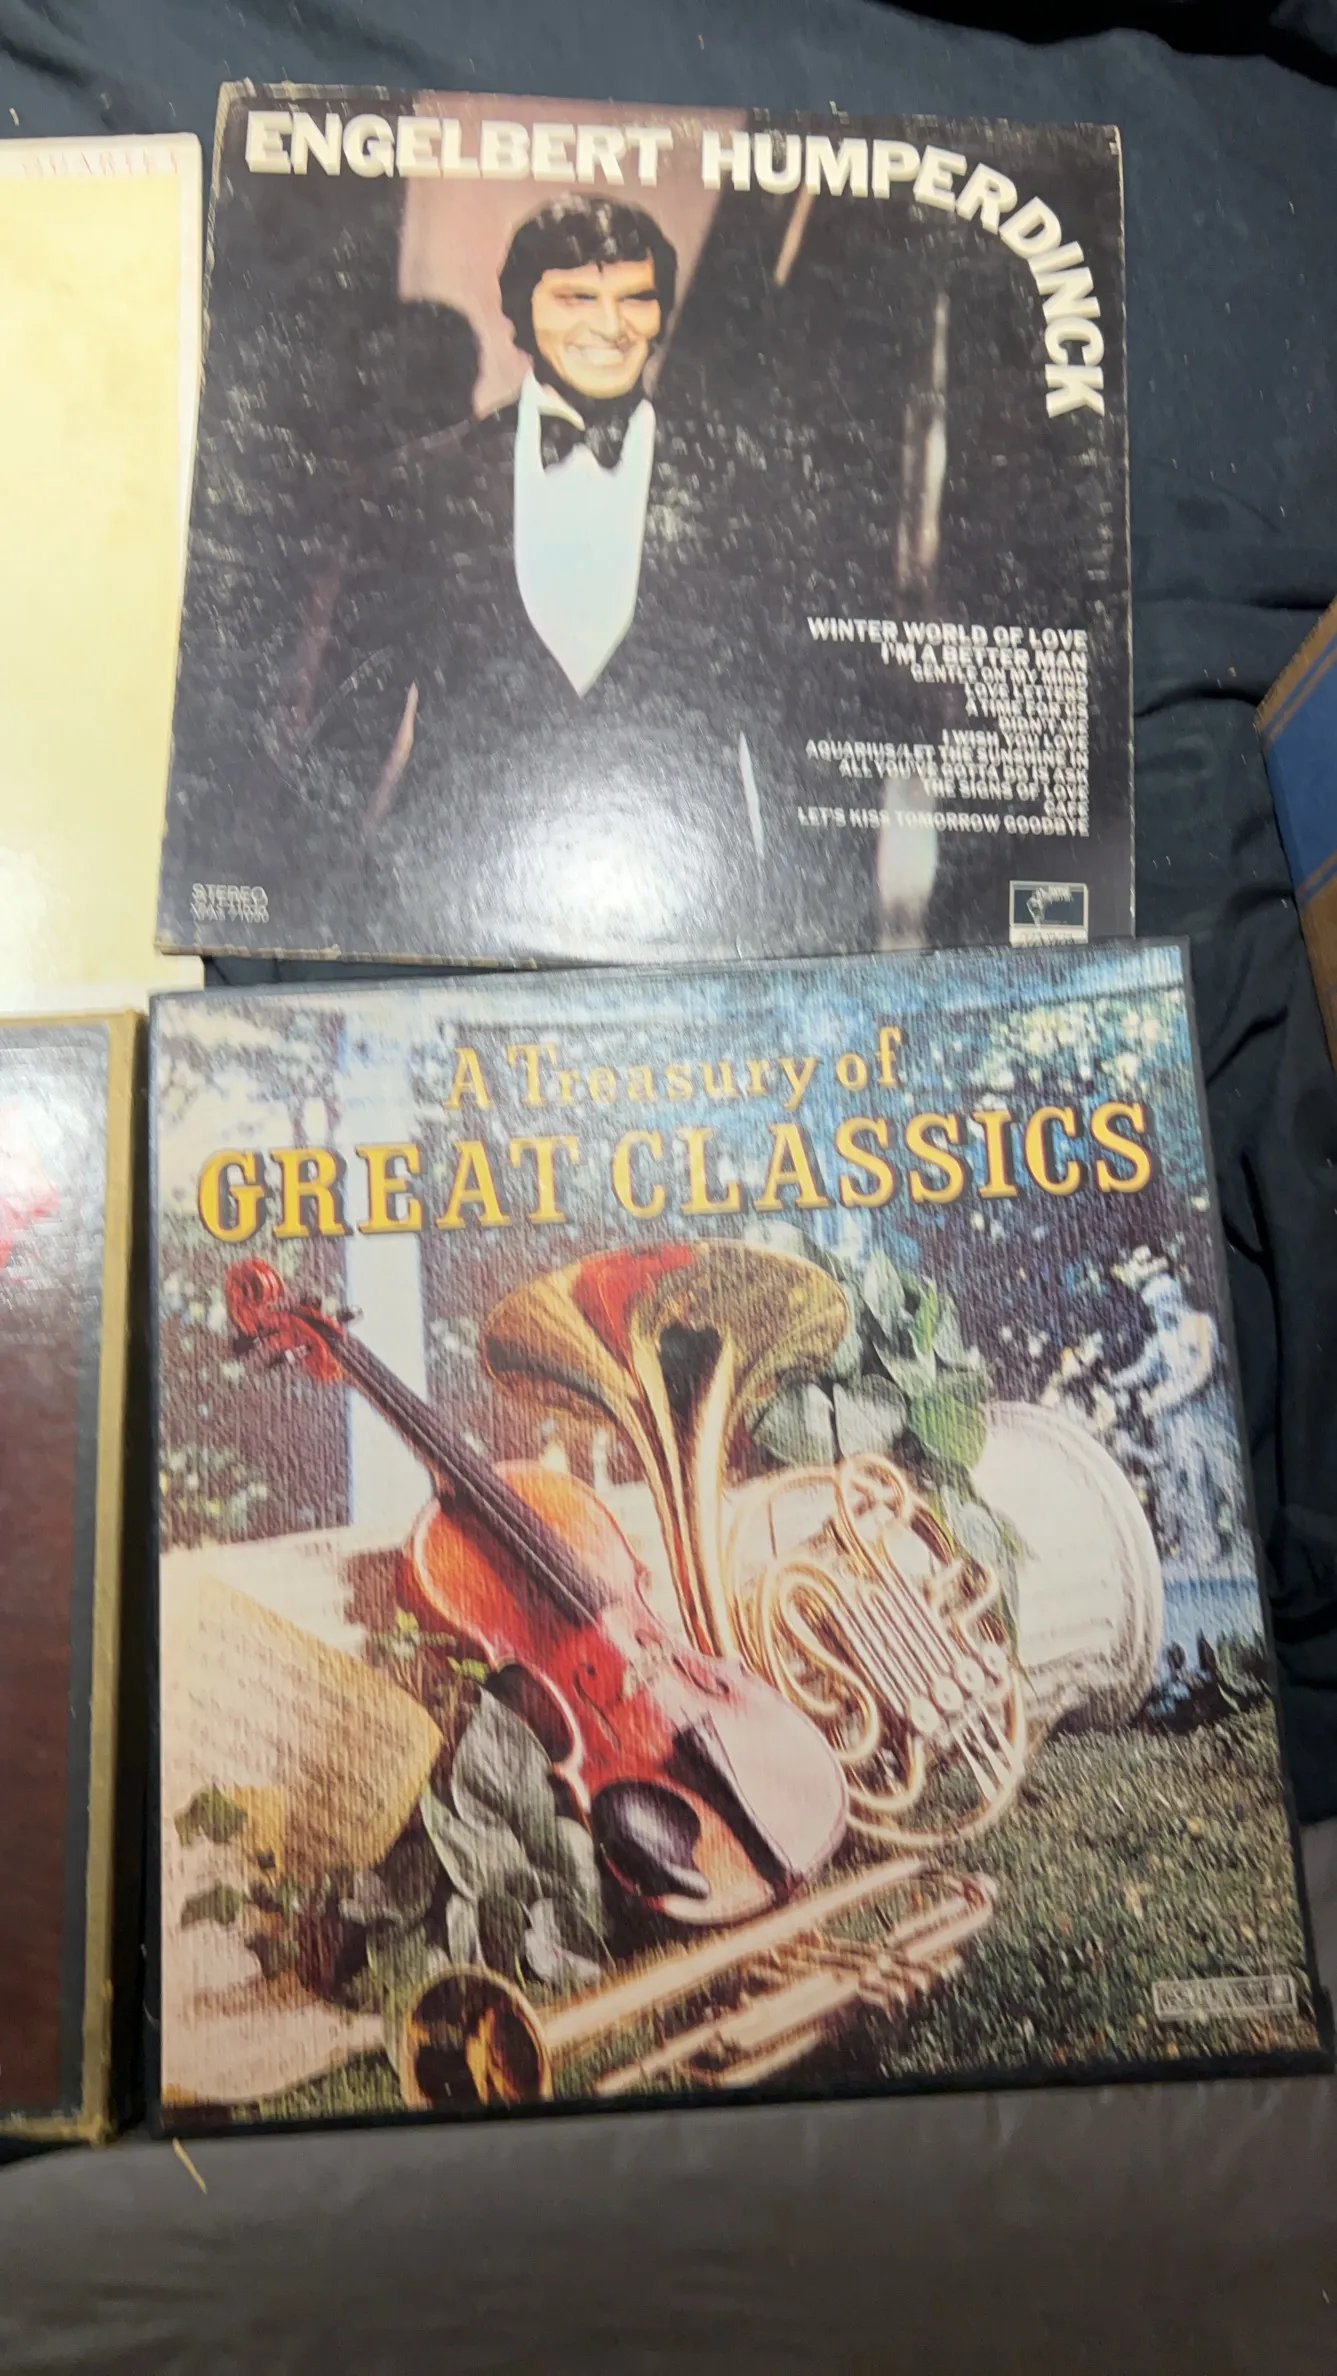 QUARTET
ENGELBERT HUMPERDINCK
WINTER WORLD OF LOVE
I'M A BETTER MAN
GENTLE ON MY MIND
LOVE LETTERS
A TIME FOR US
I WISH YOU LOVE
AQUARIUS/LET THE SUNSHINE IN
ALL YOU'VE GOTTA DO IS ASK
THE SIGNS OF LOVE
CAFE
LET'S KISS TOMORROW GOODBYE
STEREO
A Treasury of
GREAT CLASSICS